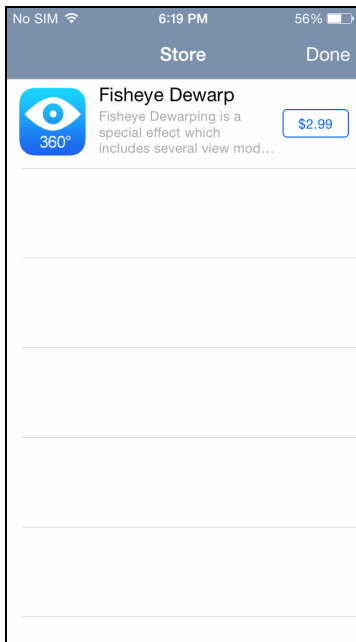 No SIM 6:19 PM 56%
Store Done
Fisheye Dewarp
Fisheye Dewarping is a
special effect which
includes several view mod…
$2.99
360°